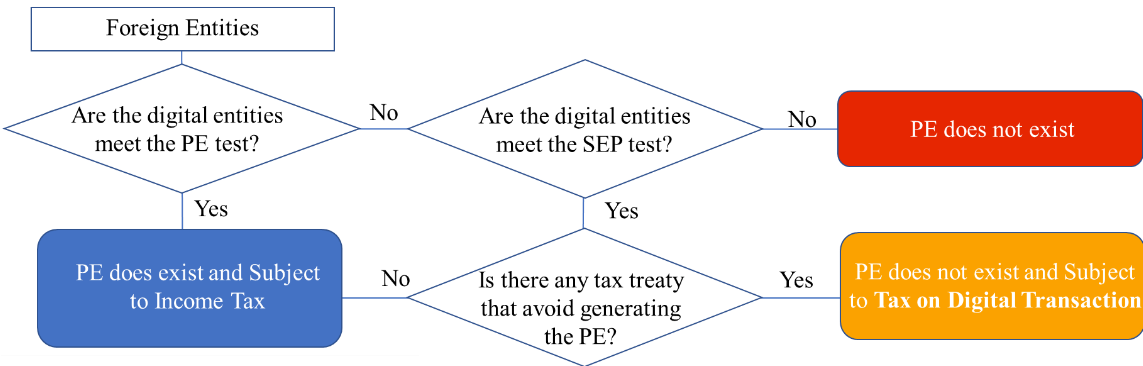 Foreign Entities
Are the digital entities
meet the PE test?
No
Are the digital entities
meet the SEP test?
No
PE does not exist
Yes
Yes
PE does exist and Subject
to Income Tax
No
Is there any tax treaty
that avoid generating
the PE?
Yes
PE does not exist and Subject
to Tax on Digital Transaction